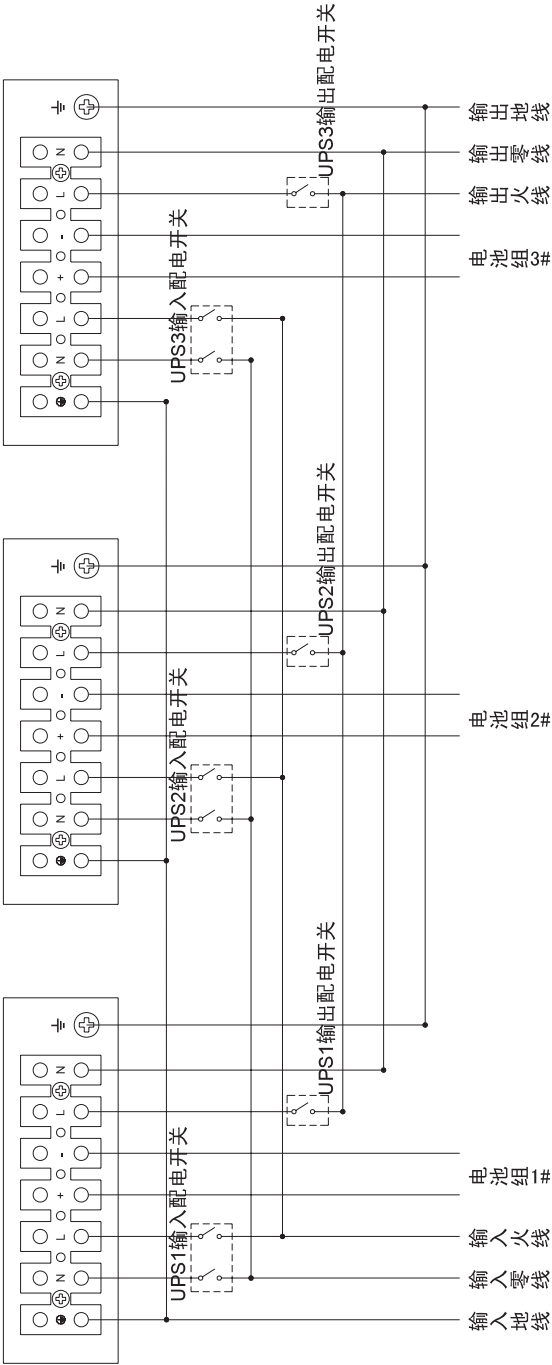 UPS3输出配电开关
输出地线
N
输出零线
L
输出火线
-
UPS3输入配电开关
+
电池组3#
L
N
UPS2输出配电开关
N
L
-
UPS2输入配电开关
+
电池组2#
L
N
UPS1输出配电开关
N
L
-
UPS1输入配电开关
+
电池组1#
L
输入火线
N
输入零线
输入地线